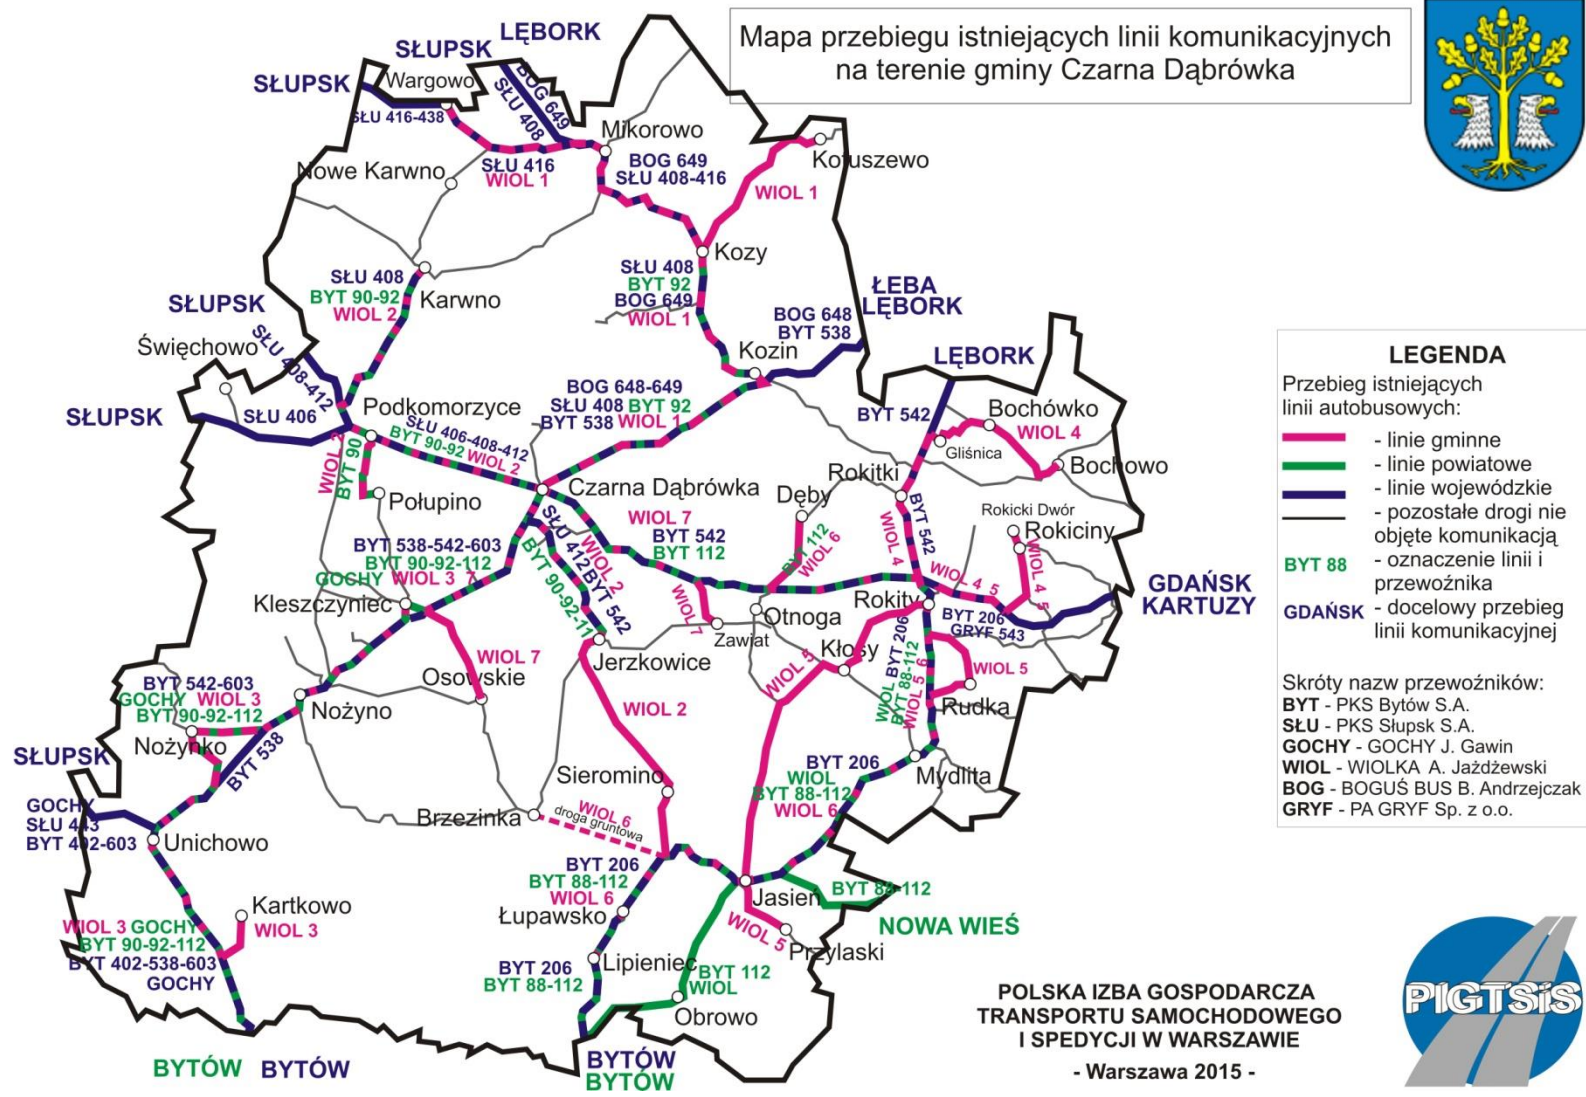 Mapa przebiegu istniejących linii komunikacyjnych
na terenie gminy Czarna Dąbrówka
LĘBORK
SŁUPSK
SŁUPSK
Wargowo
BOG 649
SŁU 408
SŁU 416-438
Mikorowo
Nowe Karwno
SŁU 416
WIOL 1
BOG 649
SŁU 408-416
Kotuszewo
WIOL 1
Kozy
SŁU 408
BYT 90-92
WIOL 2
Karwno
SŁU 408
BYT 92
BOG 649
WIOL 1
ŁEBA
LĘBORK
SŁUPSK
BOG 648
BYT 538
Święchowo
SŁU 408-412
Kozin
LĘBORK
SŁUPSK
SŁU 406
Podkomorzyce
BOG 648-649
SŁU 408 BYT 92
BYT 538 WIOL 1
BYT 542
Bochówko
WIOL 4
Gliśnica
Bochowo
SŁU 406-408-412
BYT 90-92 WIOL 2
WIOL 2
BYT 90
Połupino
Czarna Dąbrówka
Dęby
Rokitki
Rokicki Dwór
Rokiciny
WIOL 7
BYT 542
BYT 112
BYT 112
WIOL 6
BYT 542
WIOL 4
WIOL 4 5
WIOL 4 5
BYT 538-542-603
BYT 90-92-112
GOCHY WIOL 3 7
SŁU 412
WIOL 2
BYT 542
BYT 90-92-11
Kleszczyniec
GDAŃSK
KARTUZY
Rokity
Otnoga
BYT 206
GRYF 543
WIOL 7
Zawiat
Kłosy
BYT 206
WIOL 5
WIOL 5
Jerzkowice
WIOL 7
Osowskie
BYT 542-603
GOCHY WIOL 3
BYT 90-92-112
Nożyno
Nożynko
BYT 538
WIOL 2
WIOL
BYT 88-112
WIOL 5 6
Rudka
SŁUPSK
Sieromino
BYT 206
WIOL
BYT 88-112
WIOL 6
Mydlita
GOCHY
SŁU 443
BYT 402-603
Unichowo
Brzezinka
WIOL 6
droga gruntowa
BYT 206
BYT 88-112
WIOL 6
Łupawsko
Jasień
BYT 88-112
NOWA WIEŚ
Kartkowo
WIOL 3
WIOL 3 GOCHY
BYT 90-92-112
BYT 402-538-603
GOCHY
WIOL 5
Przylaski
Lipieniec
BYT 206
BYT 88-112
BYT 112
WIOL
Obrowo
BYTÓW
BYTÓW
BYTÓW
BYTÓW
LEGENDA
Przebieg istniejących
linii autobusowych:
- linie gminne
- linie powiatowe
- linie wojewódzkie
- pozostałe drogi nie
objęte komunikacją
BYT 88 - oznaczenie linii i
przewoźnika
GDAŃSK - docelowy przebieg
linii komunikacyjnej
Skróty nazw przewoźników:
BYT - PKS Bytów S.A.
SŁU - PKS Słupsk S.A.
GOCHY - GOCHY J. Gawin
WIOL - WIOLKA A. Jażdżewski
BOG - BOGUŚ BUS B. Andrzejczak
GRYF - PA GRYF Sp. z o.o.
POLSKA IZBA GOSPODARCZA
TRANSPORTU SAMOCHODOWEGO
I SPEDYCJI W WARSZAWIE
- Warszawa 2015 -
PIGTSiS